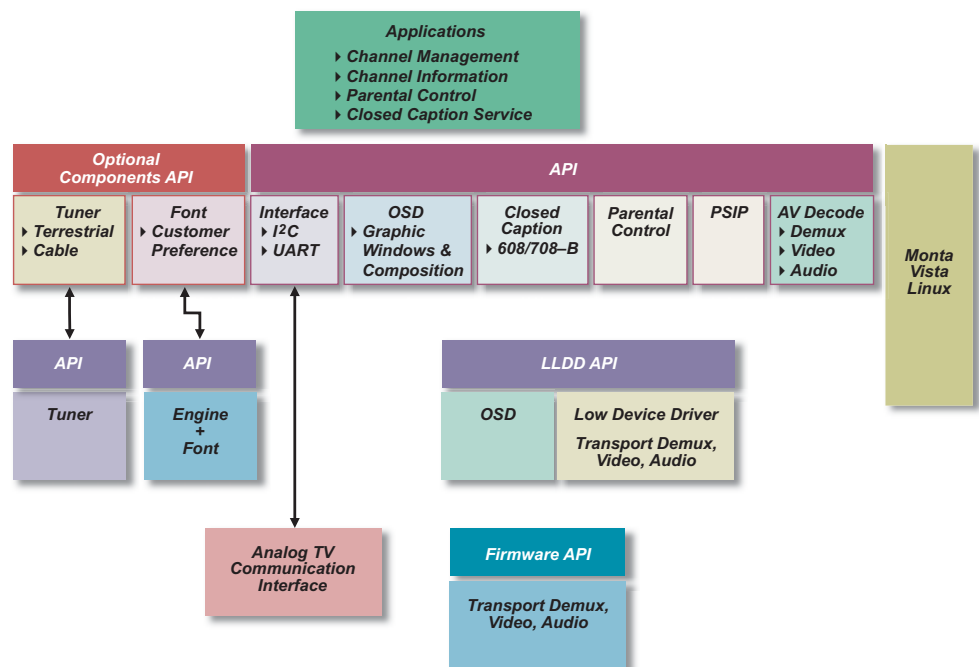 Applications
▸ Channel Management
▸ Channel Information
▸ Parental Control
▸ Closed Caption Service
Optional
Components API
API
Tuner
▸ Terrestrial
▸ Cable
Font
▸ Customer
Preference
Interface
▸ I²C
▸ UART
OSD
▸ Graphic
Windows &
Composition
Closed
Caption
▸ 608/708–B
Parental
Control
PSIP
AV Decode
▸ Demux
▸ Video
▸ Audio
Monta
Vista
Linux
API
Tuner
API
Engine
+
Font
LLDD API
OSD
Low Device Driver
Transport Demux,
Video, Audio
Analog TV
Communication
Interface
Firmware API
Transport Demux,
Video, Audio